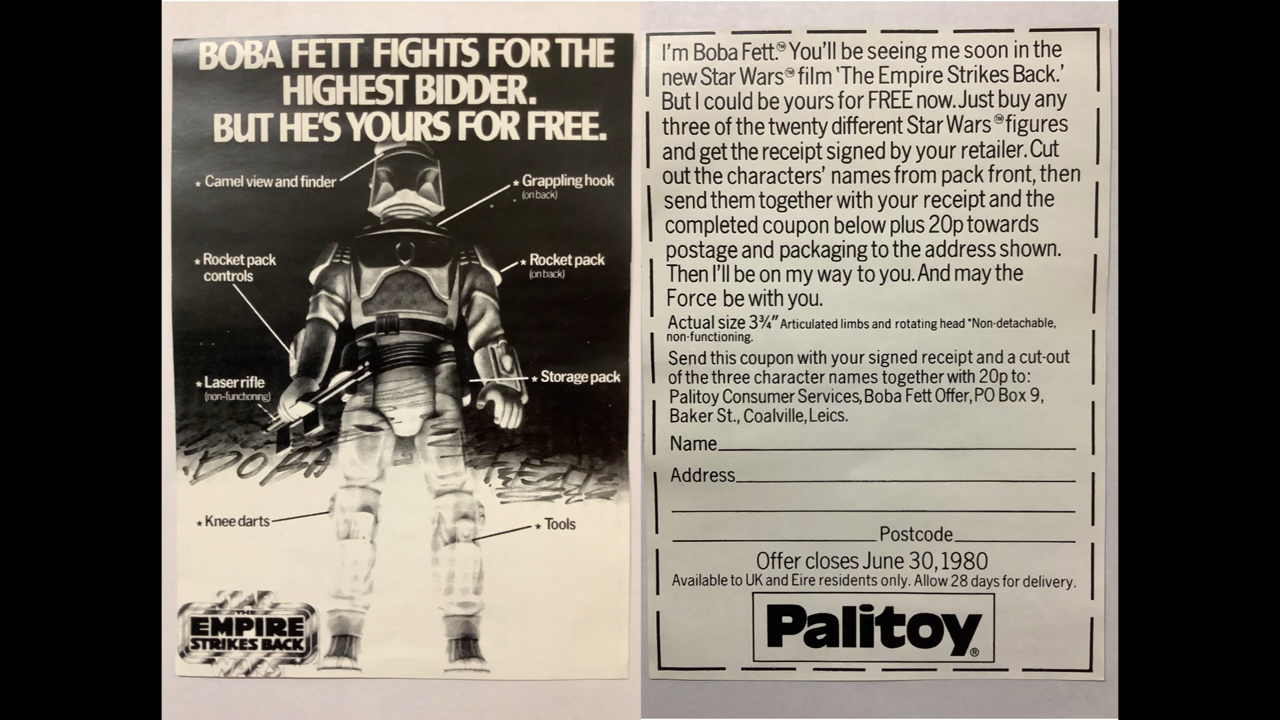 BOBA FETT FIGHTS FOR THE
HIGHEST BIDDER.
BUT HE'S YOURS FOR FREE.
* Camel view and finder
* Grappling hook
(on back)
* Rocket pack
controls
* Rocket pack
(on back)
* Laser rifle
(non-functioning)
* Storage pack
BOBA
* Knee darts
* Tools
THE
EMPIRE
STRIKES BACK
I'm Boba Fett.™ You'll be seeing me soon in the
new Star Wars™ film 'The Empire Strikes Back.'
But I could be yours for FREE now. Just buy any
three of the twenty different Star Wars™ figures
and get the receipt signed by your retailer. Cut
out the characters' names from pack front, then
send them together with your receipt and the
completed coupon below plus 20p towards
postage and packaging to the address shown.
Then I'll be on my way to you. And may the
Force be with you.
Actual size 3¾" Articulated limbs and rotating head *Non-detachable,
non-functioning.
Send this coupon with your signed receipt and a cut-out
of the three character names together with 20p to:
Palitoy Consumer Services, Boba Fett Offer, PO Box 9,
Baker St., Coalville, Leics.
Name
Address
Postcode
Offer closes June 30, 1980
Available to UK and Eire residents only. Allow 28 days for delivery.
Palitoy®